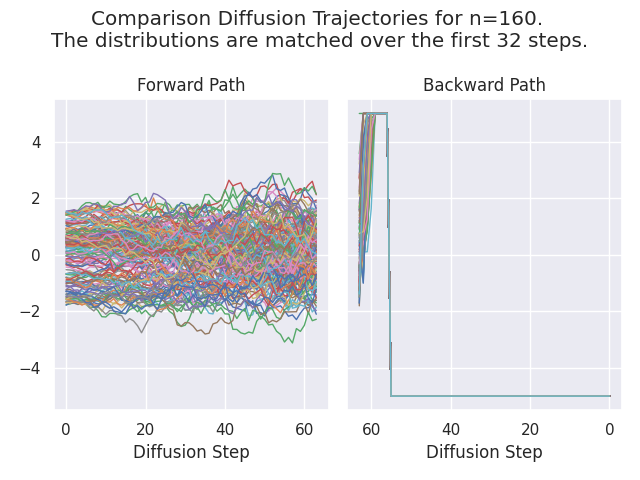 Comparison Diffusion Trajectories for n=160.
The distributions are matched over the first 32 steps.
Forward Path
Backward Path
4
2
0
−2
−4
0 20 40 60
60 40 20 0
Diffusion Step
Diffusion Step